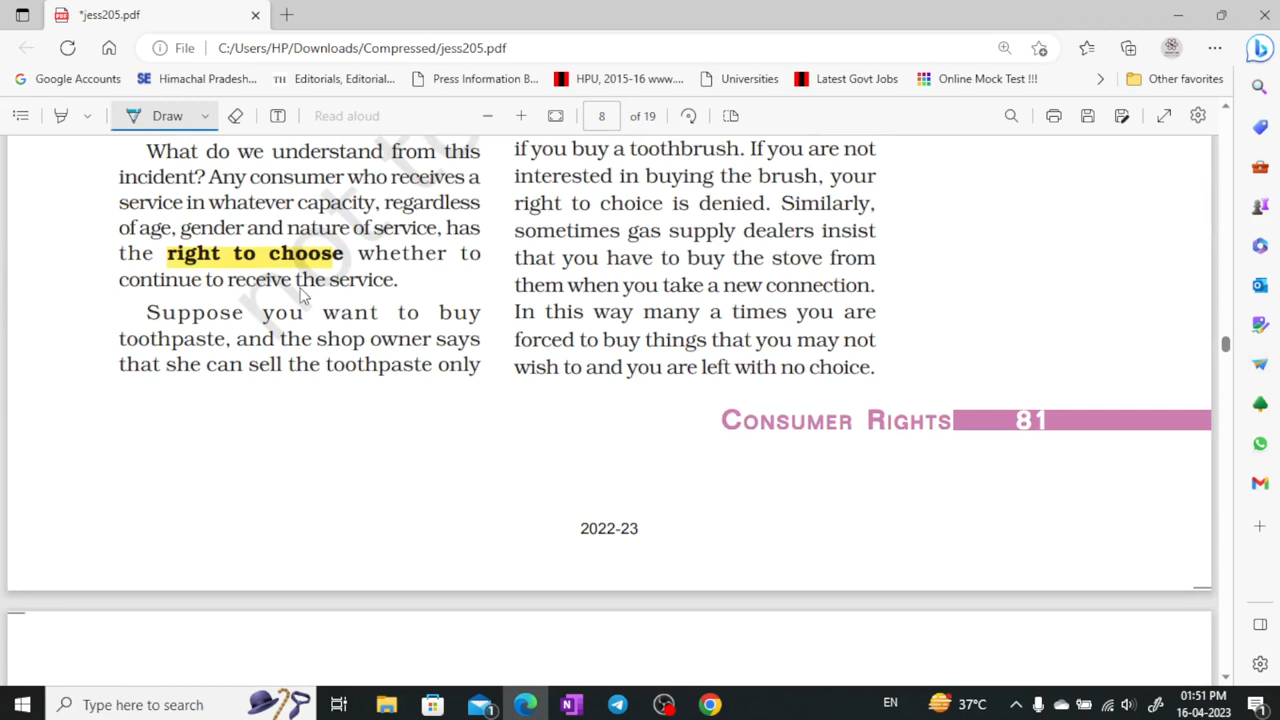 *jess205.pdf
File
C:/Users/HP/Downloads/Compressed/jess205.pdf
Google Accounts
SE Himachal Pradesh...
TH Editorials, Editorial...
Press Information B...
HPU, 2015-16 www....
Universities
Latest Govt Jobs
Online Mock Test !!!
Other favorites
Draw
Read aloud
8 of 19
What do we understand from this
incident? Any consumer who receives a
service in whatever capacity, regardless
of age, gender and nature of service, has
the right to choose whether to
continue to receive the service.
Suppose you want to buy
toothpaste, and the shop owner says
that she can sell the toothpaste only
if you buy a toothbrush. If you are not
interested in buying the brush, your
right to choice is denied. Similarly,
sometimes gas supply dealers insist
that you have to buy the stove from
them when you take a new connection.
In this way many a times you are
forced to buy things that you may not
wish to and you are left with no choice.
not
CONSUMER RIGHTS 81
2022-23
Type here to search
1
EN
37°C
01:51 PM
16-04-2023
1